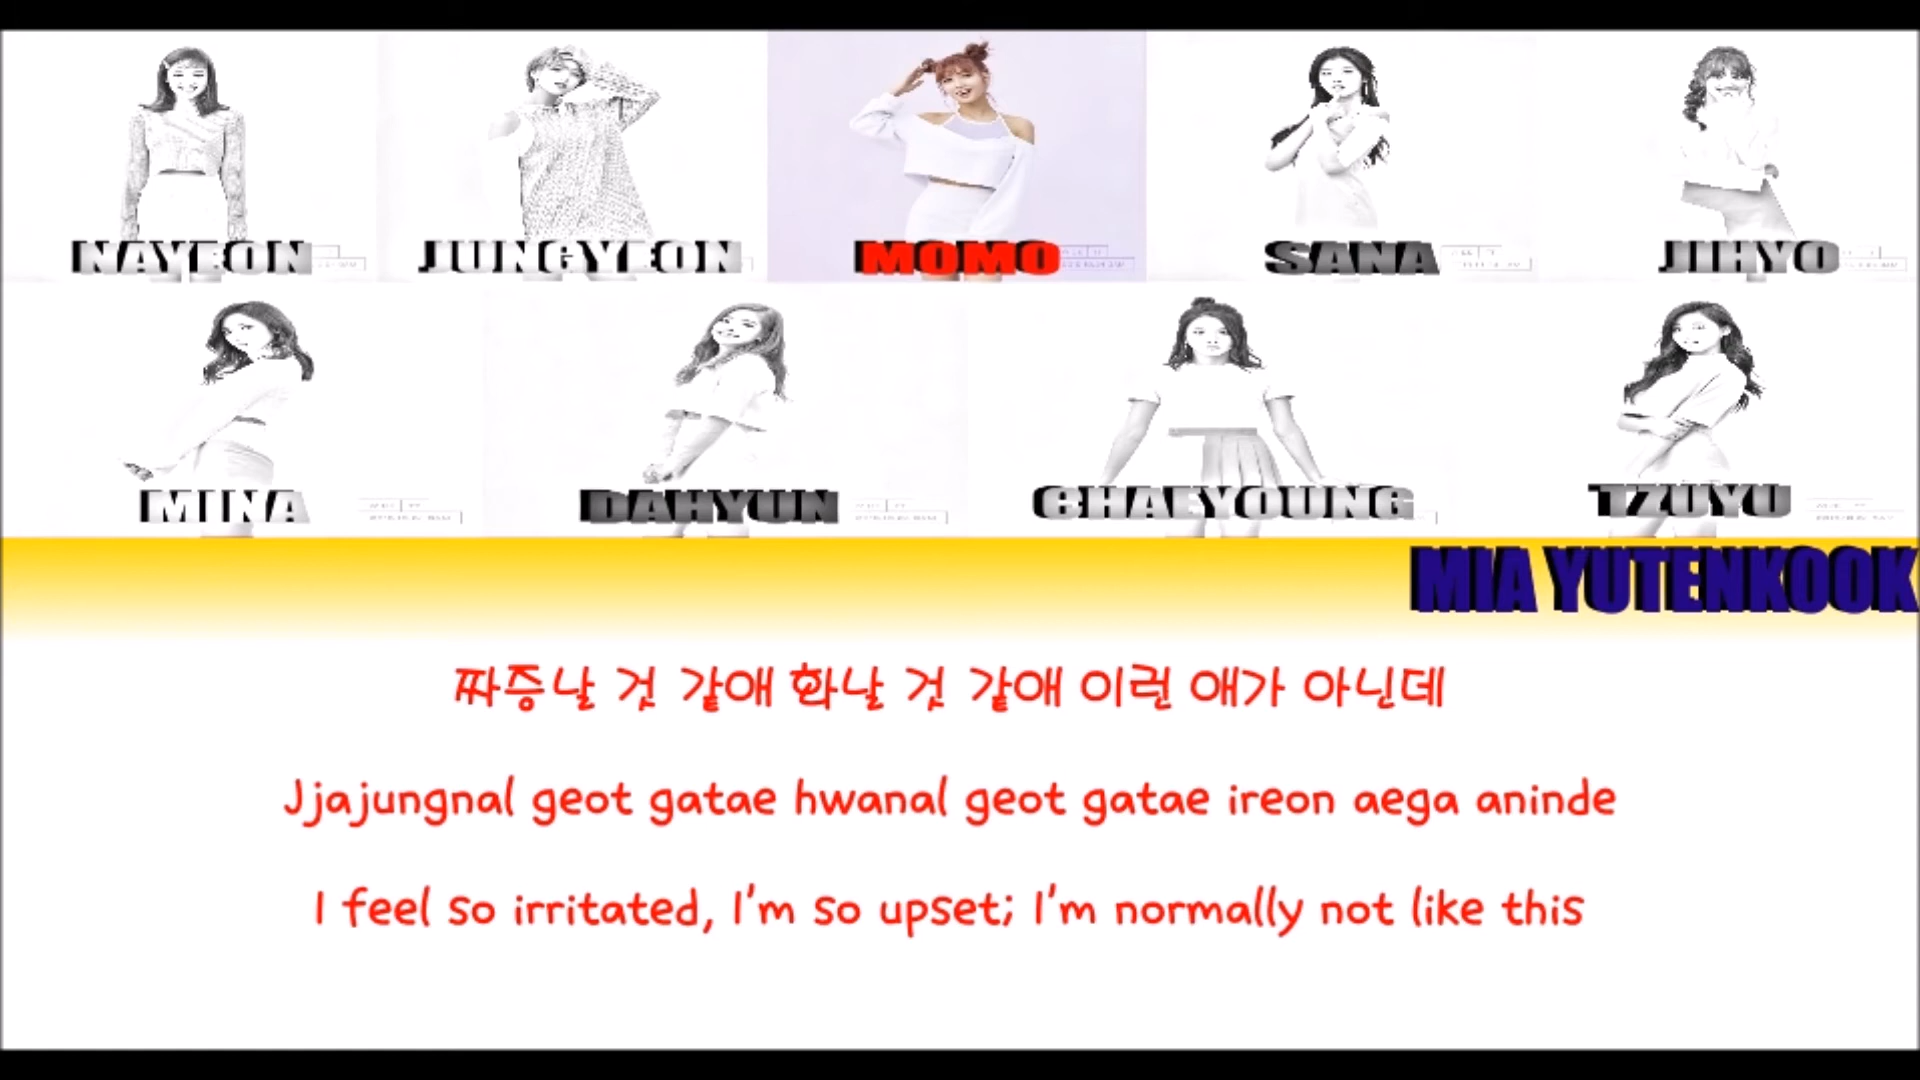 NAYEON JUNGYEON MOMO SANA JIHYO
MINA DAHYUN CHAEYOUNG TZUYU
MIA YUTENKOOK
짜증날 것 같애 화날 것 같애 이런 애가 아닌데
Jjajungnal geot gatae hwanal geot gatae ireon aega aninde
I feel so irritated, I'm so upset; I'm normally not like this